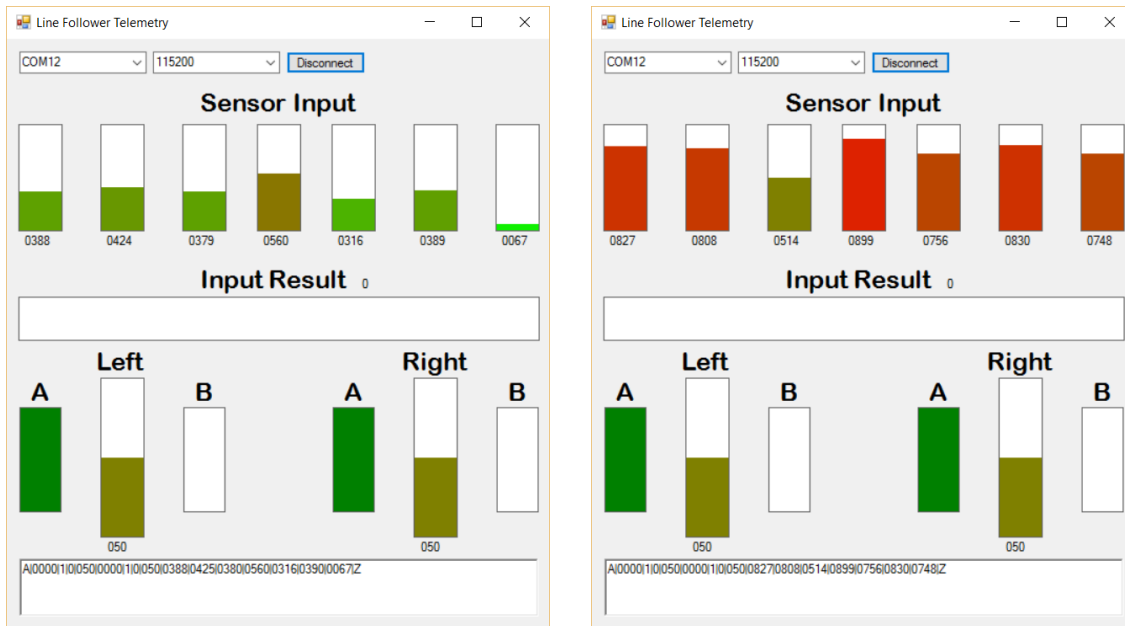 Line Follower Telemetry
COM12 115200 Disconnect
Sensor Input
0388 0424 0379 0560 0316 0389 0067
Input Result 0
Left Right
A B A B
050 050
A|0000|1|0|050|0000|1|0|050|0388|0425|0380|0560|0316|0390|0067|Z
Line Follower Telemetry
COM12 115200 Disconnect
Sensor Input
0827 0808 0514 0899 0756 0830 0748
Input Result 0
Left Right
A B A B
050 050
A|0000|1|0|050|0000|1|0|050|0827|0808|0514|0899|0756|0830|0748|Z